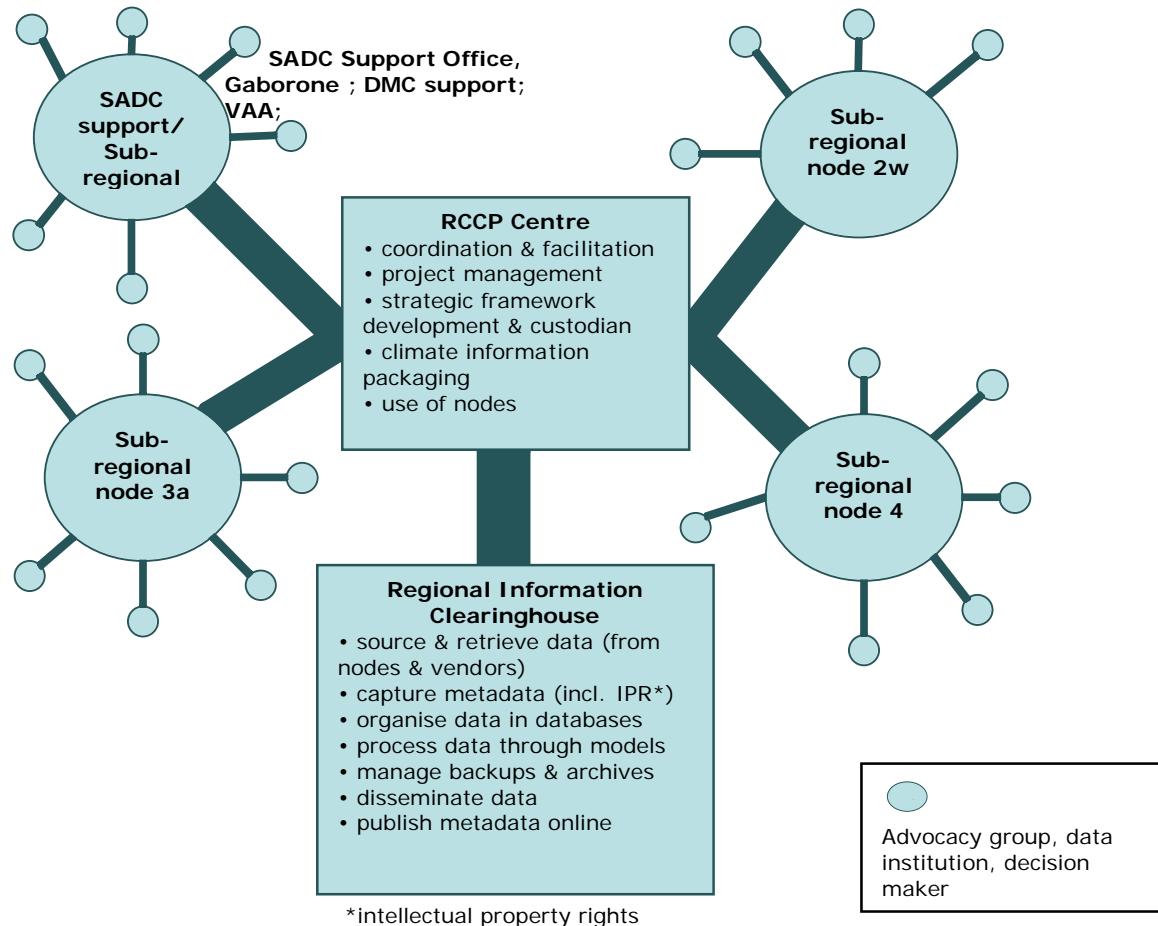 SADC Support Office,
Gaborone ; DMC support;
VAA;
SADC
support/
Sub-
regional
Sub-
regional
node 2w
RCCP Centre
• coordination & facilitation
• project management
• strategic framework
development & custodian
• climate information
packaging
• use of nodes
Sub-
regional
node 3a
Sub-
regional
node 4
Regional Information
Clearinghouse
• source & retrieve data (from
nodes & vendors)
• capture metadata (incl. IPR*)
• organise data in databases
• process data through models
• manage backups & archives
• disseminate data
• publish metadata online
Advocacy group, data
institution, decision
maker
*intellectual property rights